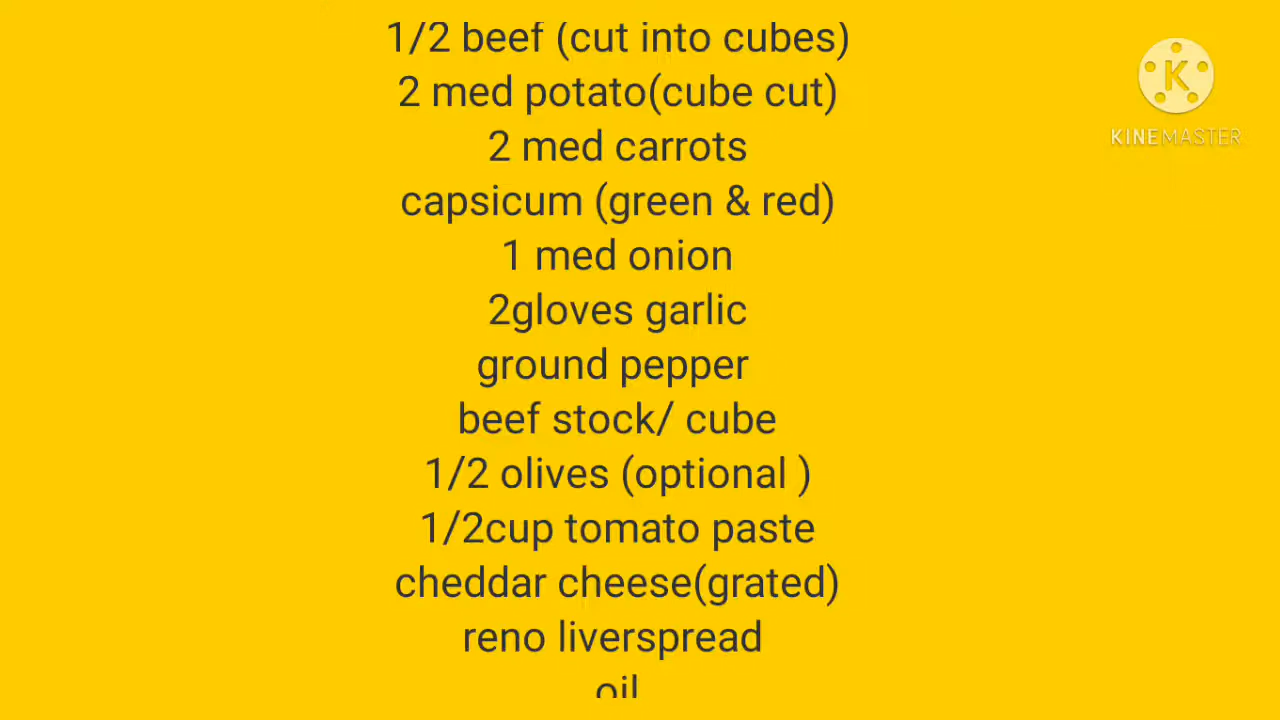 1/2 beef (cut into cubes)
2 med potato(cube cut)
2 med carrots
capsicum (green & red)
1 med onion
2gloves garlic
ground pepper
beef stock/ cube
1/2 olives (optional )
1/2cup tomato paste
cheddar cheese(grated)
reno liverspread
oil
K
KINEMASTER